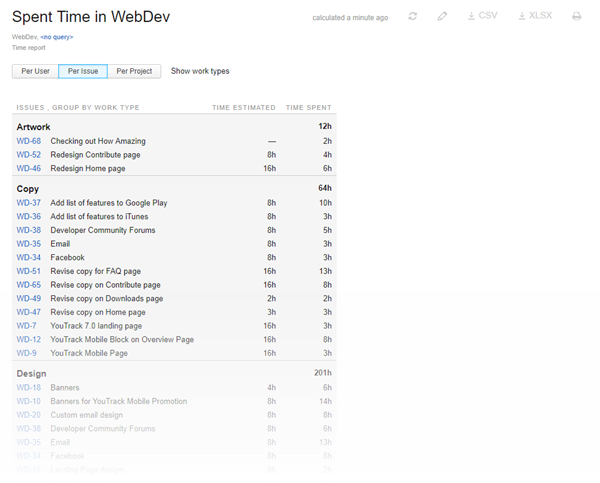 Spent Time in WebDev
calculated a minute ago CSV XLSX
WebDev, <no query>
Time report
Per User Per Issue Per Project Show work types
ISSUES , GROUP BY WORK TYPE TIME ESTIMATED TIME SPENT
Artwork 12h
WD-68 Checking out How Amazing — 2h
WD-52 Redesign Contribute page 8h 4h
WD-46 Redesign Home page 16h 6h
Copy 64h
WD-37 Add list of features to Google Play 8h 10h
WD-36 Add list of features to iTunes 8h 3h
WD-38 Developer Community Forums 8h 5h
WD-35 Email 8h 3h
WD-34 Facebook 8h 3h
WD-51 Revise copy for FAQ page 16h 13h
WD-65 Revise copy on Contribute page 16h 8h
WD-49 Revise copy on Downloads page 2h 2h
WD-47 Revise copy on Home page 3h 3h
WD-7 YouTrack 7.0 landing page 16h 3h
WD-12 YouTrack Mobile Block on Overview Page 16h 8h
WD-9 YouTrack Mobile Page 16h 3h
Design 201h
WD-18 Banners 4h 6h
WD-10 Banners for YouTrack Mobile Promotion 8h 14h
WD-20 Custom email design 8h 8h
WD-38 Developer Community Forums 8h 6h
WD-35 Email 8h 13h
WD-34 Facebook 8h 8h
Landing Page design